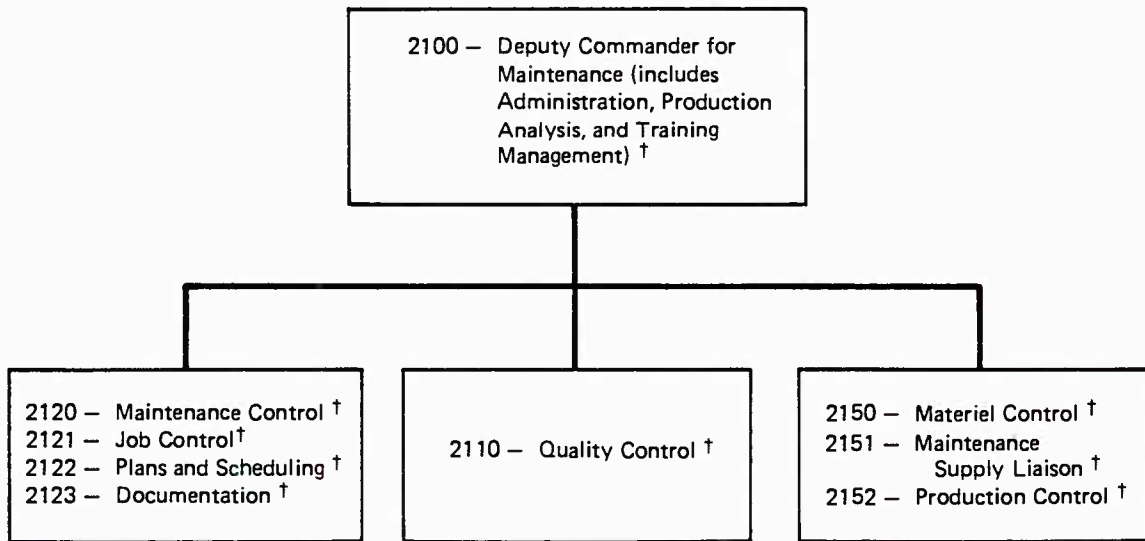 2100 — Deputy Commander for
Maintenance (includes
Administration, Production
Analysis, and Training
Management) †
2120 — Maintenance Control †
2121 — Job Control†
2122 — Plans and Scheduling †
2123 — Documentation †
2110 — Quality Control †
2150 — Materiel Control †
2151 — Maintenance
Supply Liaison †
2152 — Production Control †